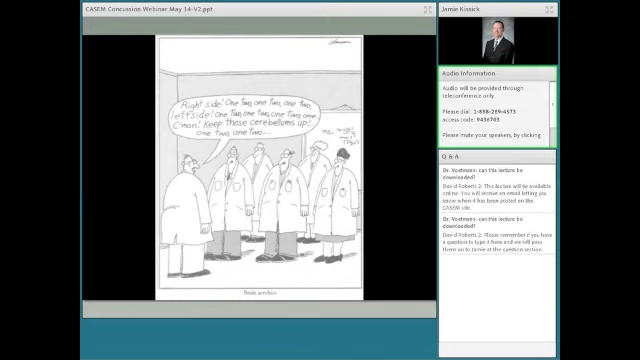 CASEM Concussion Webinar May 14-V2.ppt
Right side! One two, one two, one two,
left side! One two, one two, one two, one
C'mon! Keep those cerebellums up!
One two, one two...
Brain aerobics
Jamie Kissick
Audio Information
Audio will be provided through
teleconference only.
Please dial: 1-898-289-4573
access code: 9436703
Please mute your speakers, by clicking
Q & A
Dr. Vostmann: can this lecture be
downloaded?
David Roberts 2: This lecture will be available
online. You will receive an email letting you
know when it has been posted on the
CASEM site.
Dr. Vostmann: can this lecture be
downloaded?
David Roberts 2: Please remember if you have
a question to type it here and we will pass
them on to Jamie at the question section.